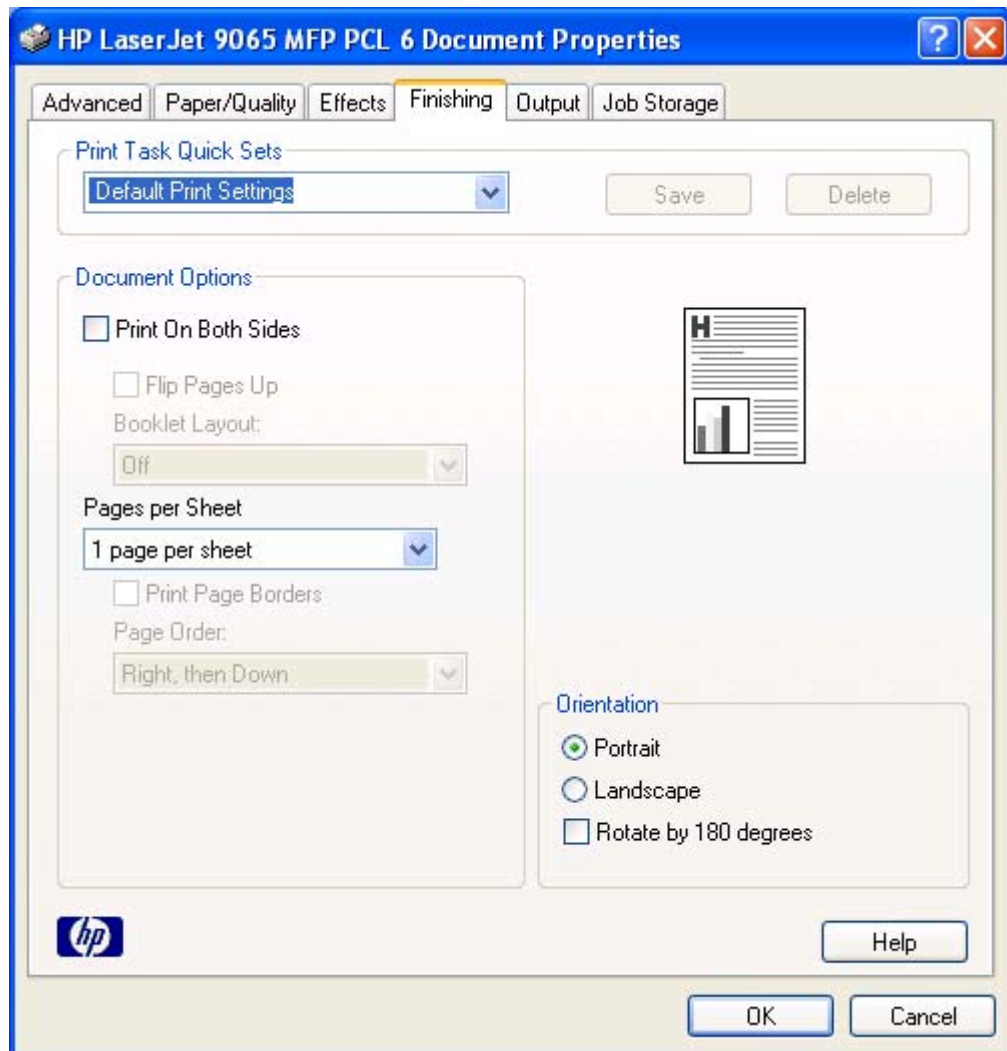 HP LaserJet 9065 MFP PCL 6 Document Properties
Advanced Paper/Quality Effects Finishing Output Job Storage
Print Task Quick Sets
Default Print Settings Save Delete
Document Options
Print On Both Sides
Flip Pages Up
Booklet Layout:
Off
Pages per Sheet
1 page per sheet
Print Page Borders
Page Order:
Right, then Down
H
Orientation
Portrait
Landscape
Rotate by 180 degrees
hp
Help
OK Cancel